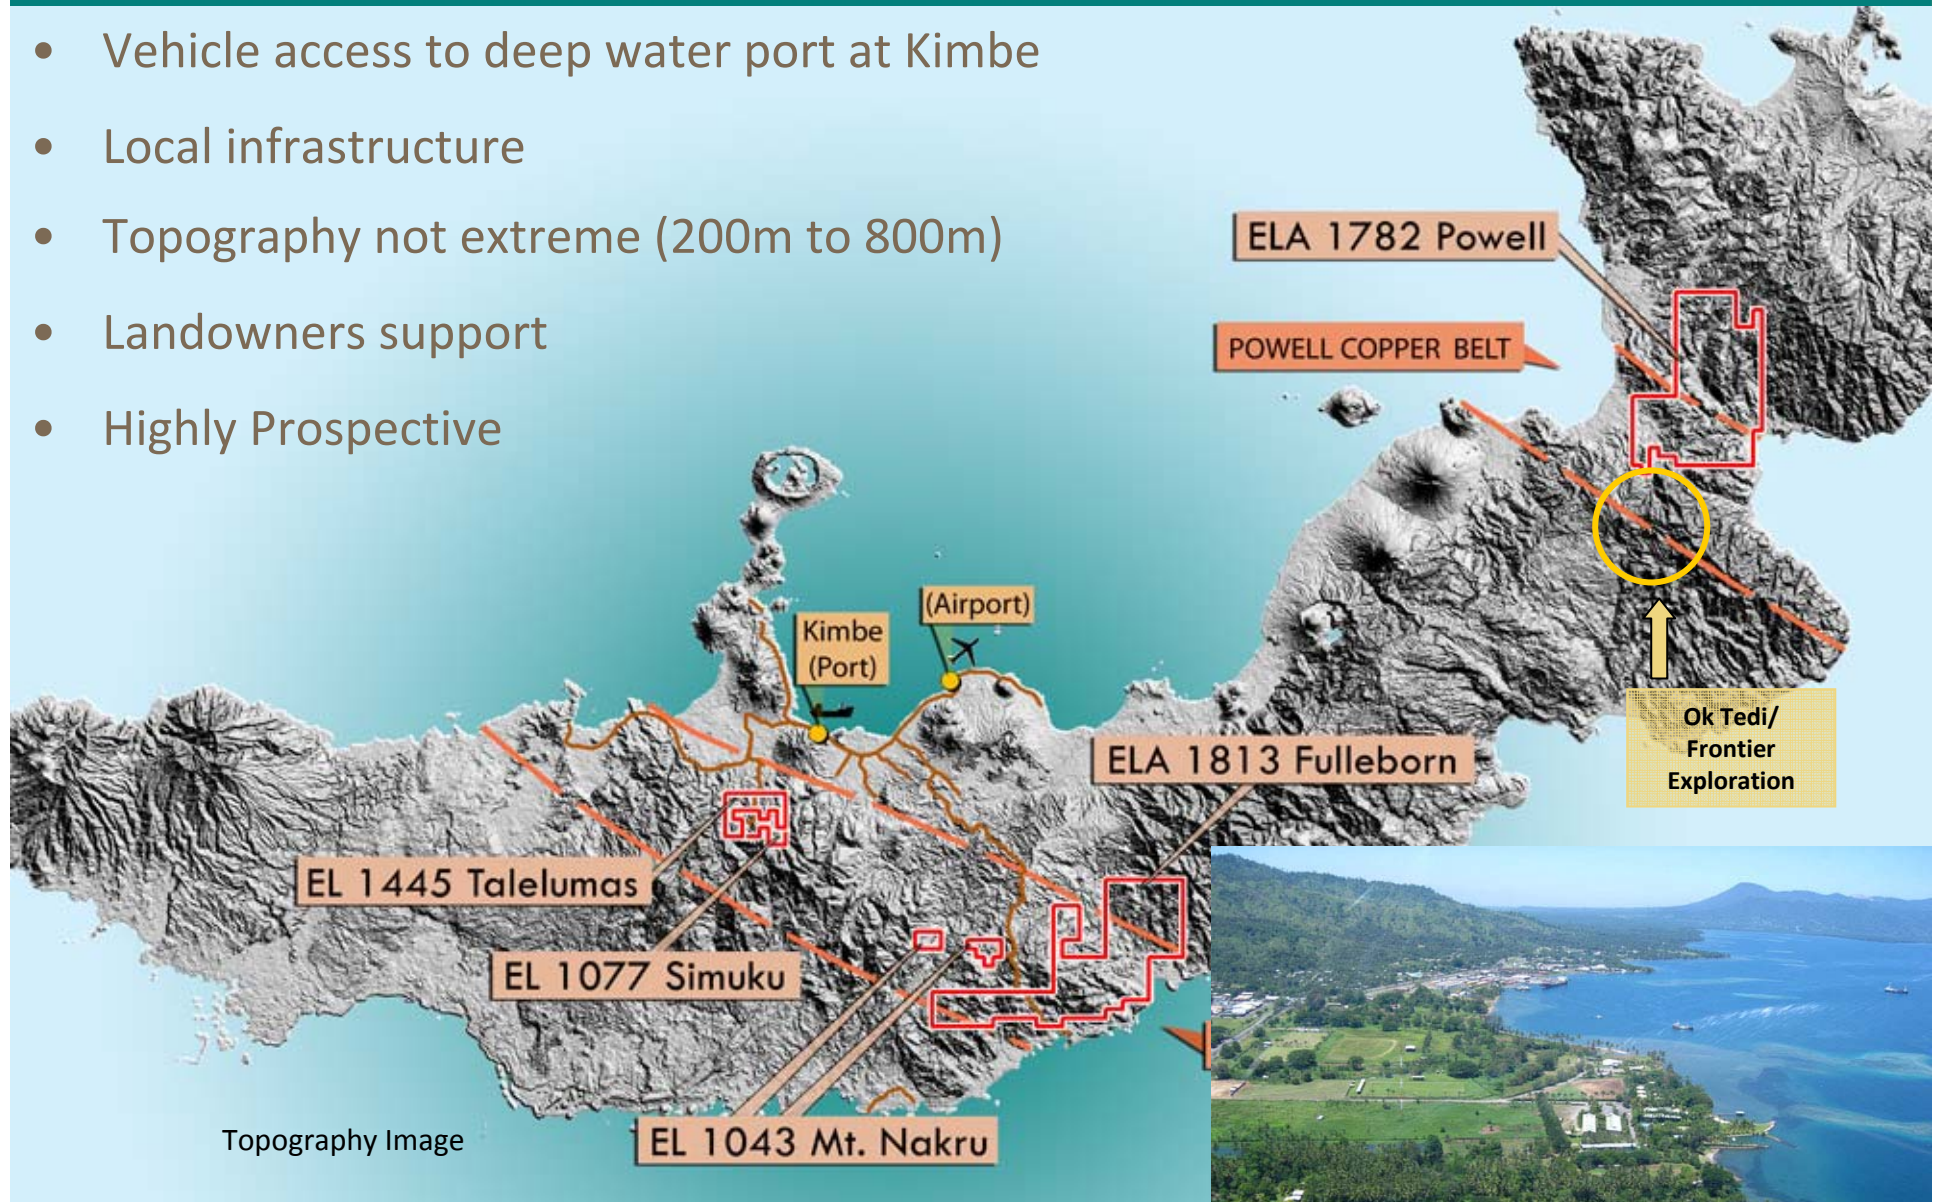 • Vehicle access to deep water port at Kimbe
• Local infrastructure
• Topography not extreme (200m to 800m)
• Landowners support
• Highly Prospective
ELA 1782 Powell
POWELL COPPER BELT
(Airport)
Kimbe
(Port)
Ok Tedi/
Frontier
Exploration
ELA 1813 Fulleborn
EL 1445 Talelumas
EL 1077 Simuku
EL 1043 Mt. Nakru
Topography Image